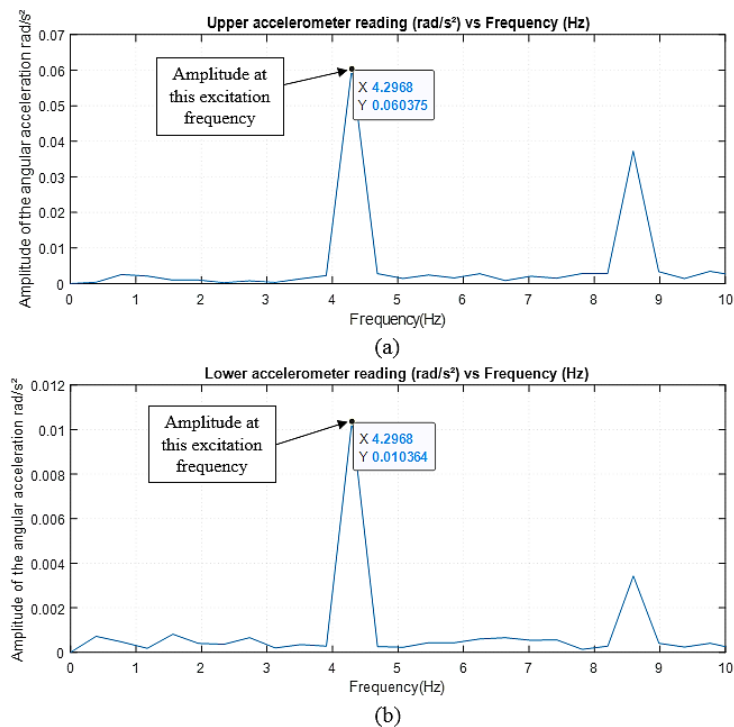 Upper accelerometer reading (rad/s²) vs Frequency (Hz)
Amplitude of the angular acceleration rad/s²
0.07
0.06
0.05
0.04
0.03
0.02
0.01
0
Amplitude at
this excitation
frequency
X 4.2968
Y 0.060375
0 1 2 3 4 5 6 7 8 9 10
Frequency(Hz)
(a)
Lower accelerometer reading (rad/s²) vs Frequency (Hz)
Amplitude of the angular acceleration rad/s²
0.012
0.01
0.008
0.006
0.004
0.002
0
Amplitude at
this excitation
frequency
X 4.2968
Y 0.010364
0 1 2 3 4 5 6 7 8 9 10
Frequency(Hz)
(b)